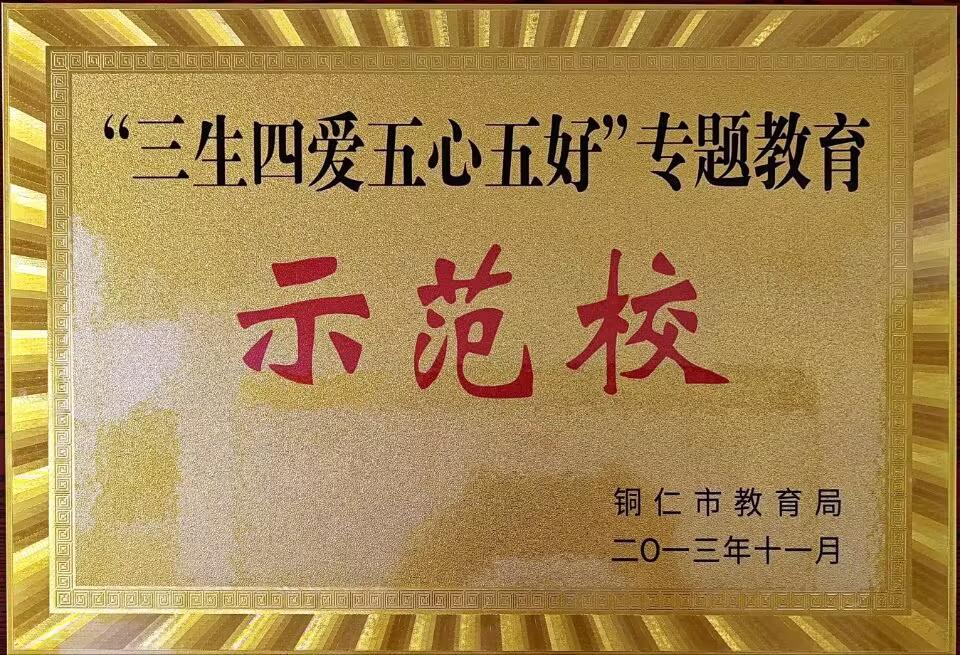 “三生四爱五心五好”专题教育
示范校
铜仁市教育局
二〇一三年十一月